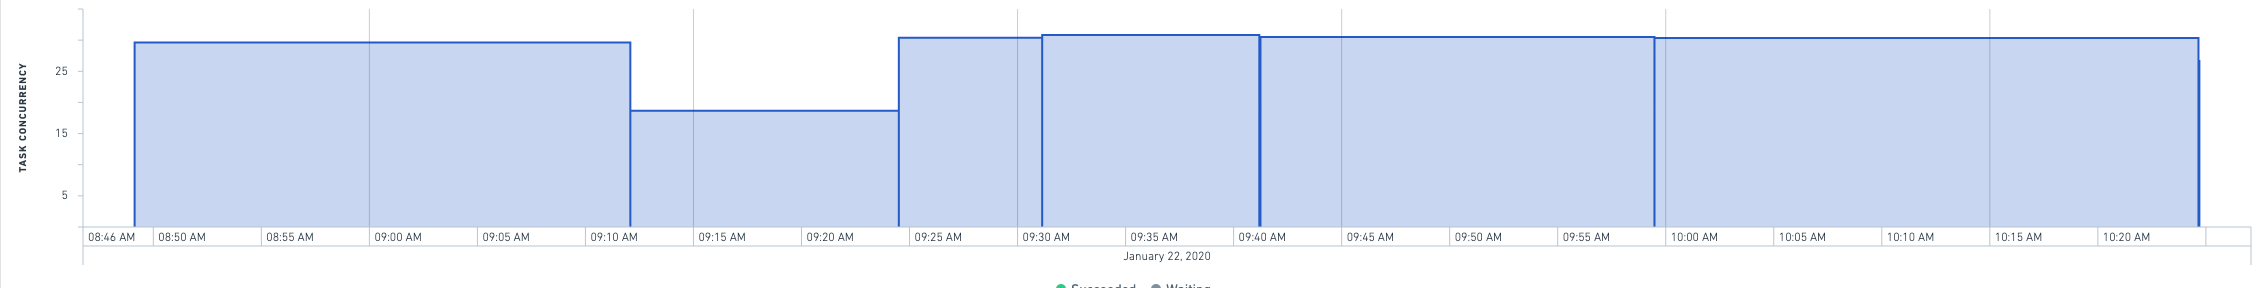 TASK CONCURRENCY
25
15
5
08:46 AM 08:50 AM 08:55 AM 09:00 AM 09:05 AM 09:10 AM 09:15 AM 09:20 AM 09:25 AM 09:30 AM 09:35 AM 09:40 AM 09:45 AM 09:50 AM 09:55 AM 10:00 AM 10:05 AM 10:10 AM 10:15 AM 10:20 AM
January 22, 2020
Succeeded Waiting